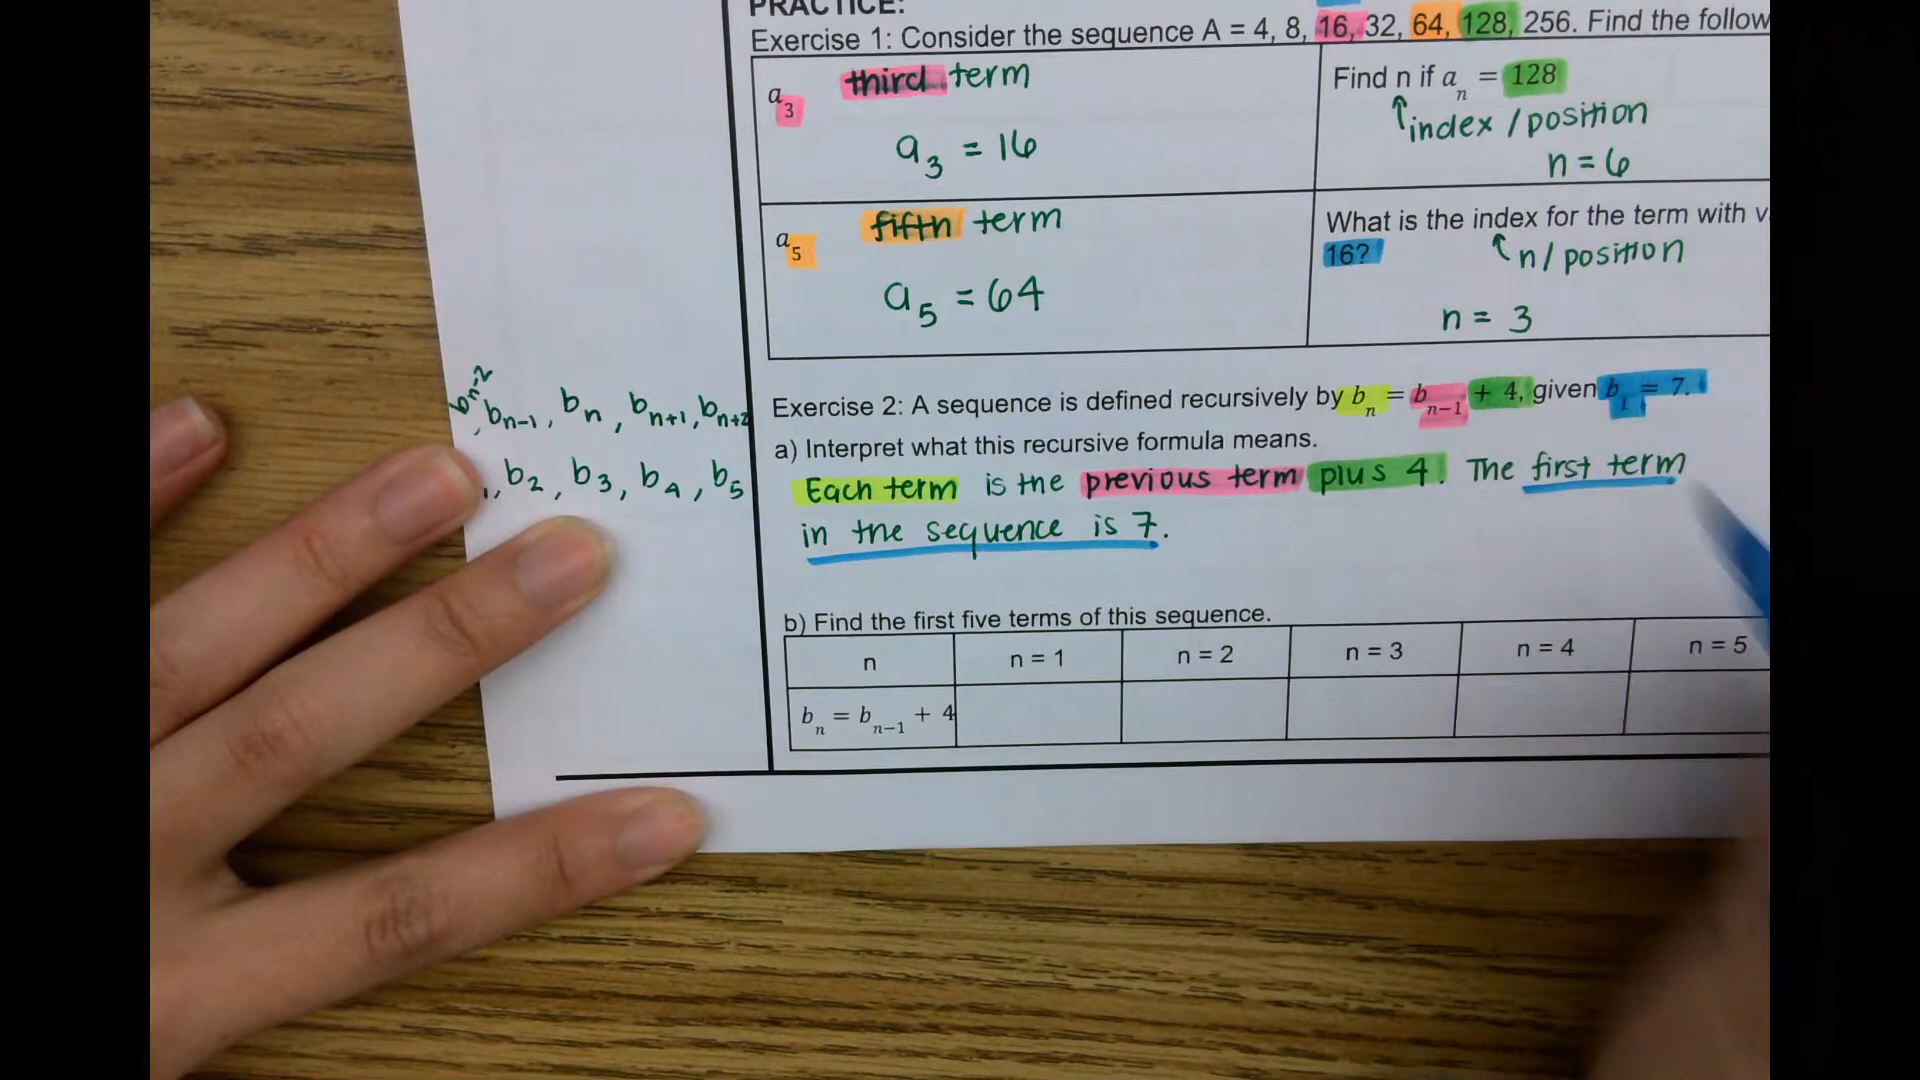 PRACTICE:
Exercise 1: Consider the sequence A = 4, 8, 16, 32, 64, 128, 256. Find the
a₃ third term
a₃ = 16
Find n if aₙ = 128
↑ index / position
n = 6
a₅ fifth term
a₅ = 64
What is the index for the term with
16? ↑ n / position
n = 3
bₙ₋₂, bₙ₋₁, bₙ, bₙ₊₁, bₙ₊₂
, b₂, b₃, b₄, b₅
Exercise 2: A sequence is defined recursively by bₙ = bₙ₋₁ + 4, given b₁ = 7.
a) Interpret what this recursive formula means.
Each term is the previous term plus 4. The first term
in the sequence is 7.
b) Find the first five terms of this sequence.
n n = 1 n = 2 n = 3 n = 4 n = 5
bₙ = bₙ₋₁ + 4